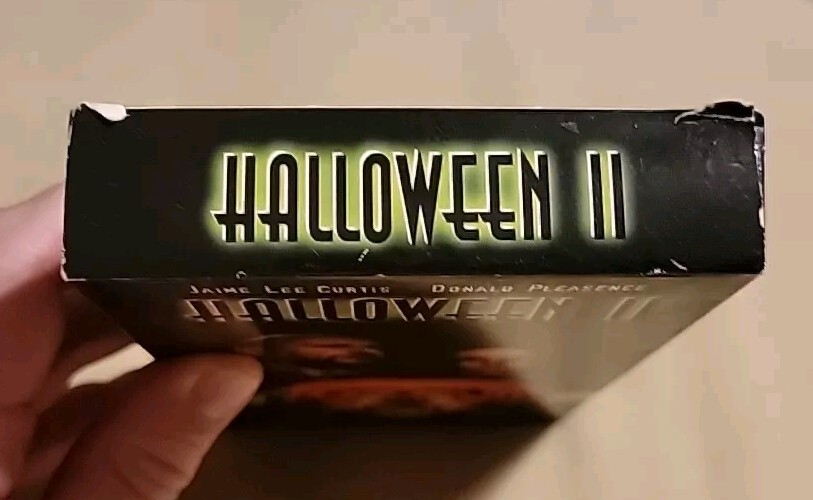 HALLOWEEN II
JAIME LEE CURTIS DONALD PLEASENCE
HALLOWEEN II